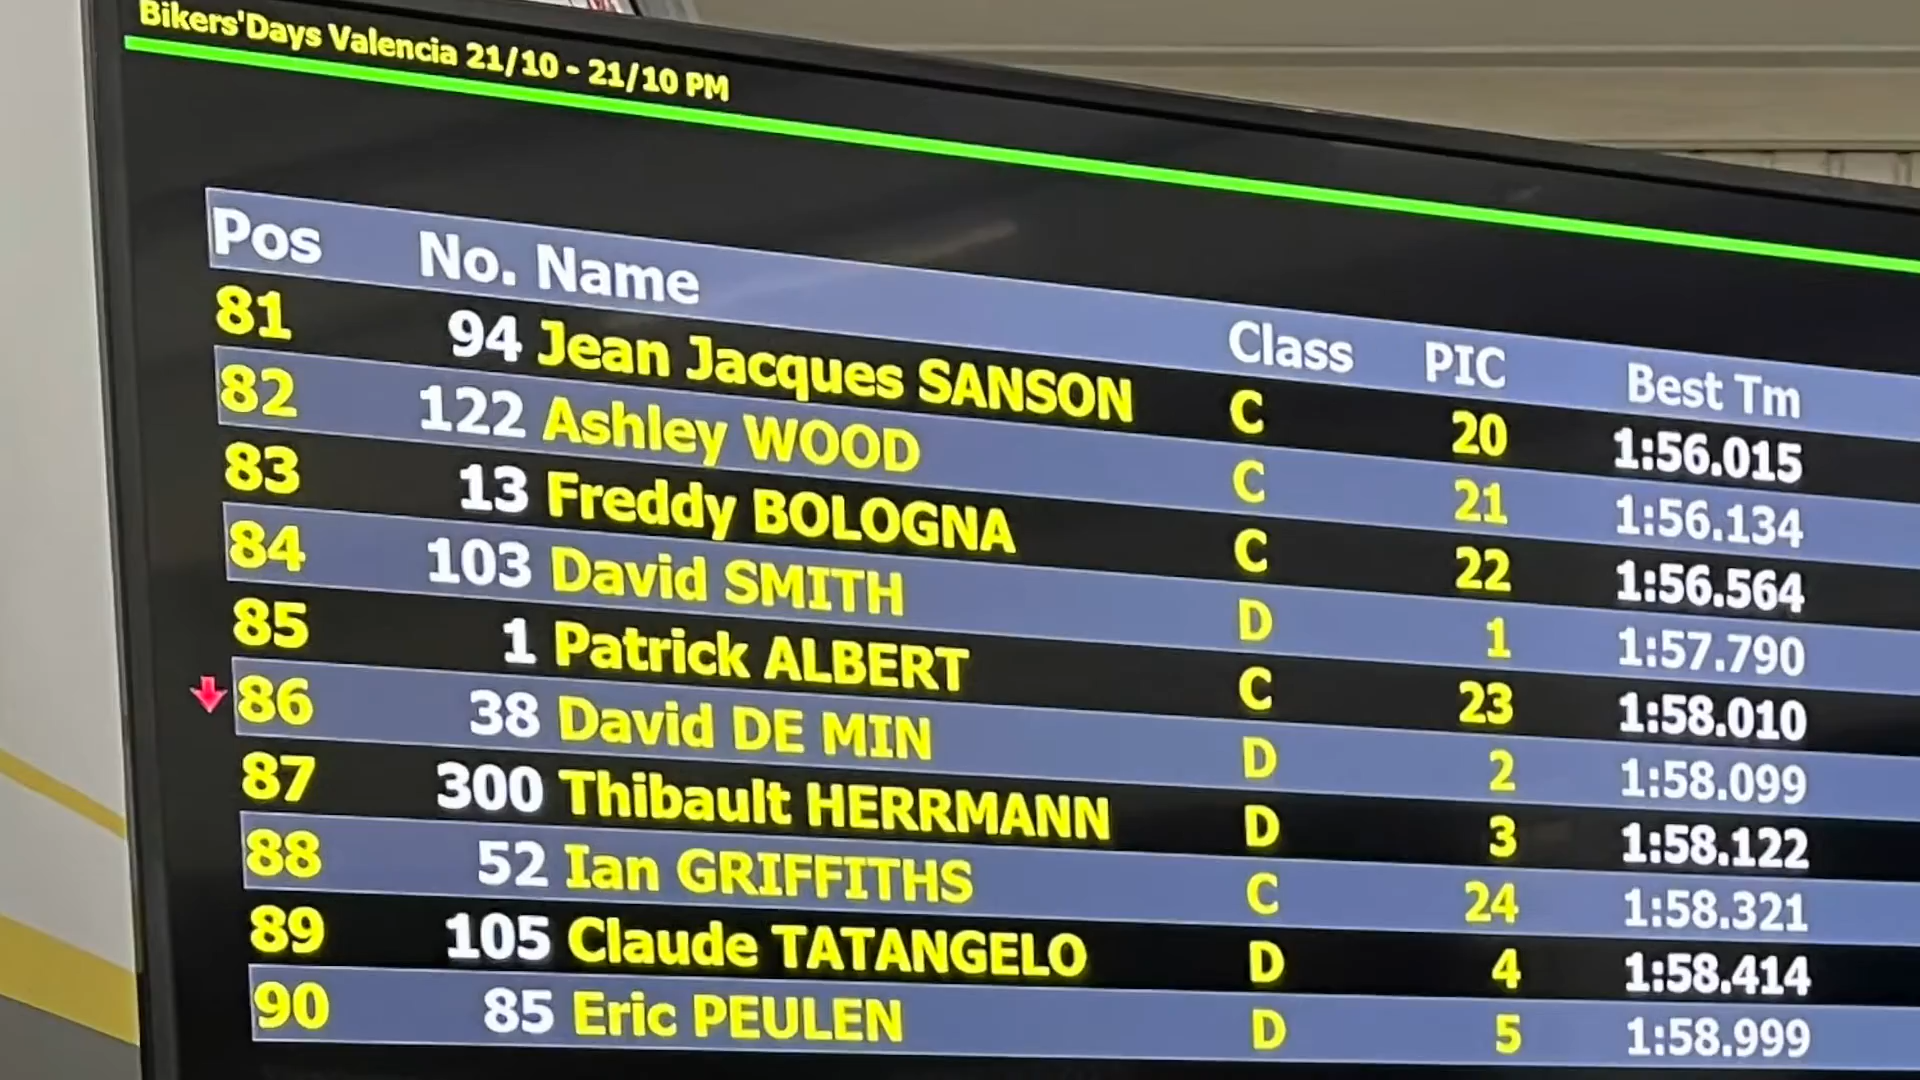 Bikers'Days Valencia 21/10 - 21/10 PM
Pos No. Name Class PIC Best Tm
81 94 Jean Jacques SANSON C 20 1:56.015
82 122 Ashley WOOD C 21 1:56.134
83 13 Freddy BOLOGNA C 22 1:56.564
84 103 David SMITH D 1 1:57.790
85 1 Patrick ALBERT C 23 1:58.010
86 38 David DE MIN D 2 1:58.099
87 300 Thibault HERRMANN D 3 1:58.122
88 52 Ian GRIFFITHS C 24 1:58.321
89 105 Claude TATANGELO D 4 1:58.414
90 85 Eric PEULEN D 5 1:58.999